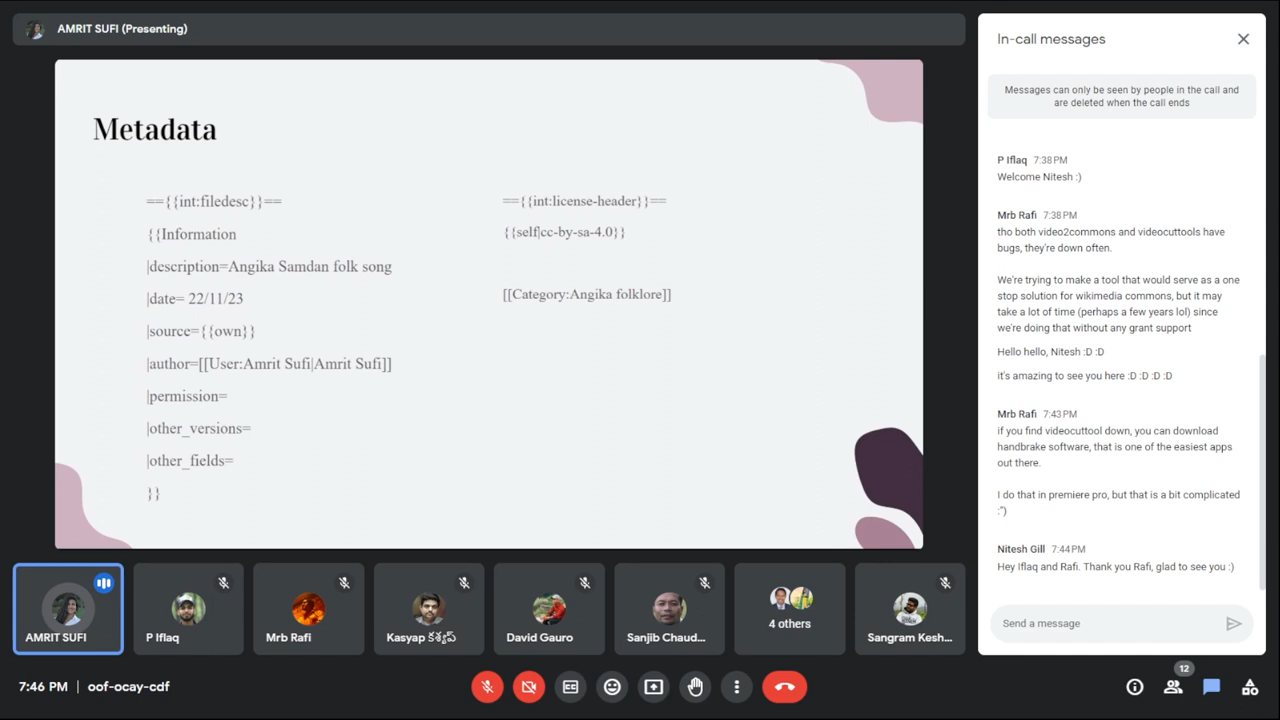 AMRIT SUFI (Presenting)
Metadata
=={{int:filedesc}}==
{{Information
|description=Angika Samdan folk song
|date= 22/11/23
|source={{own}}
|author=[[User:Amrit Sufi|Amrit Sufi]]
|permission=
|other_versions=
|other_fields=
}}
=={{int:license-header}}==
{{self|cc-by-sa-4.0}}
[[Category:Angika folklore]]
In-call messages
Messages can only be seen by people in the call and
are deleted when the call ends
P Iflaq 7:38 PM
Welcome Nitesh :)
Mrb Rafi 7:38 PM
tho both video2commons and videocuttools have
bugs, they're down often.
We're trying to make a tool that would serve as a one
stop solution for wikimedia commons, but it may
take a lot of time (perhaps a few years lol) since
we're doing that without any grant support
Hello hello, Nitesh :D :D
it's amazing to see you here :D :D :D :D
Mrb Rafi 7:43 PM
if you find videocuttool down, you can download
handbrake software, that is one of the easiest apps
out there.
I do that in premiere pro, but that is a bit complicated
:")
Nitesh Gill 7:44 PM
Hey Iflaq and Rafi. Thank you Rafi, glad to see you :)
Send a message
AMRIT SUFI
P Iflaq
Mrb Rafi
Kasyap కశ్యప్
David Gauro
Sanjib Chaud...
4 others
Sangram Kesh...
7:46 PM | oof-ocay-cdf
12